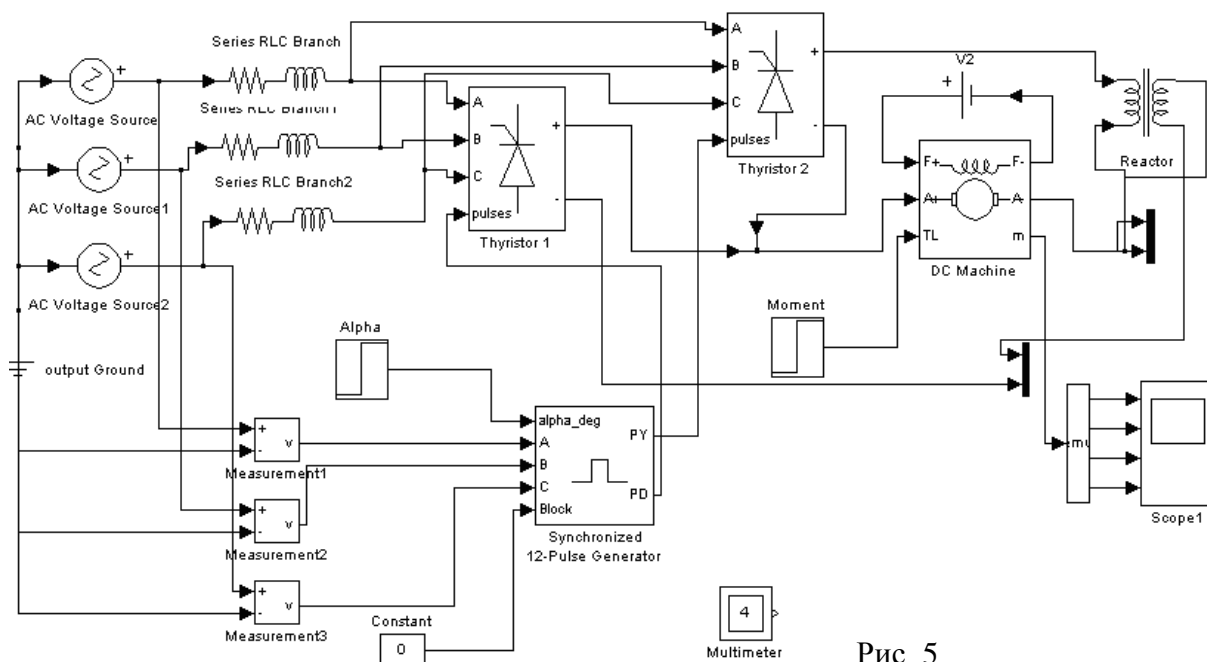 Series RLC Branch
AC Voltage Source
+
Series RLC Branch1
Series RLC Branch2
AC Voltage Source1
+
AC Voltage Source2
+
output Ground
A
B
C
pulses
+
-
Thyristor 1
A
B
C
pulses
+
-
Thyristor 2
V2
+
F+
F-
A+
A-
TL
m
DC Machine
Reactor
Moment
Alpha
alpha_deg
A
B
C
Block
PY
PD
Synchronized
12-Pulse Generator
+
-
v
Measurement1
+
-
v
Measurement2
+
-
v
Measurement3
Constant
0
4
Multimeter
Scope1
Рис. 5